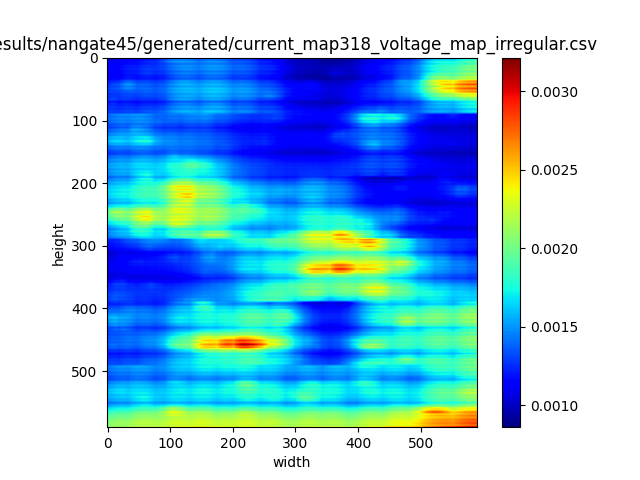 esults/nangate45/generated/current_map318_voltage_map_irregular.csv
0
100
200
300
400
500
height
0 100 200 300 400 500
width
0.0030
0.0025
0.0020
0.0015
0.0010